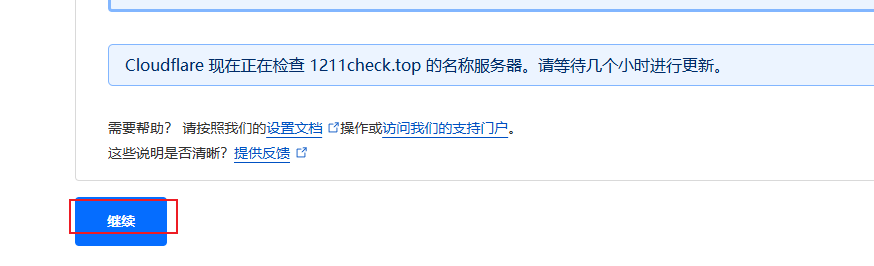 Cloudflare 现在正在检查 1211check.top 的名称服务器。请等待几个小时进行更新。
需要帮助? 请按照我们的设置文档操作或访问我们的支持门户。
这些说明是否清晰? 提供反馈
继续